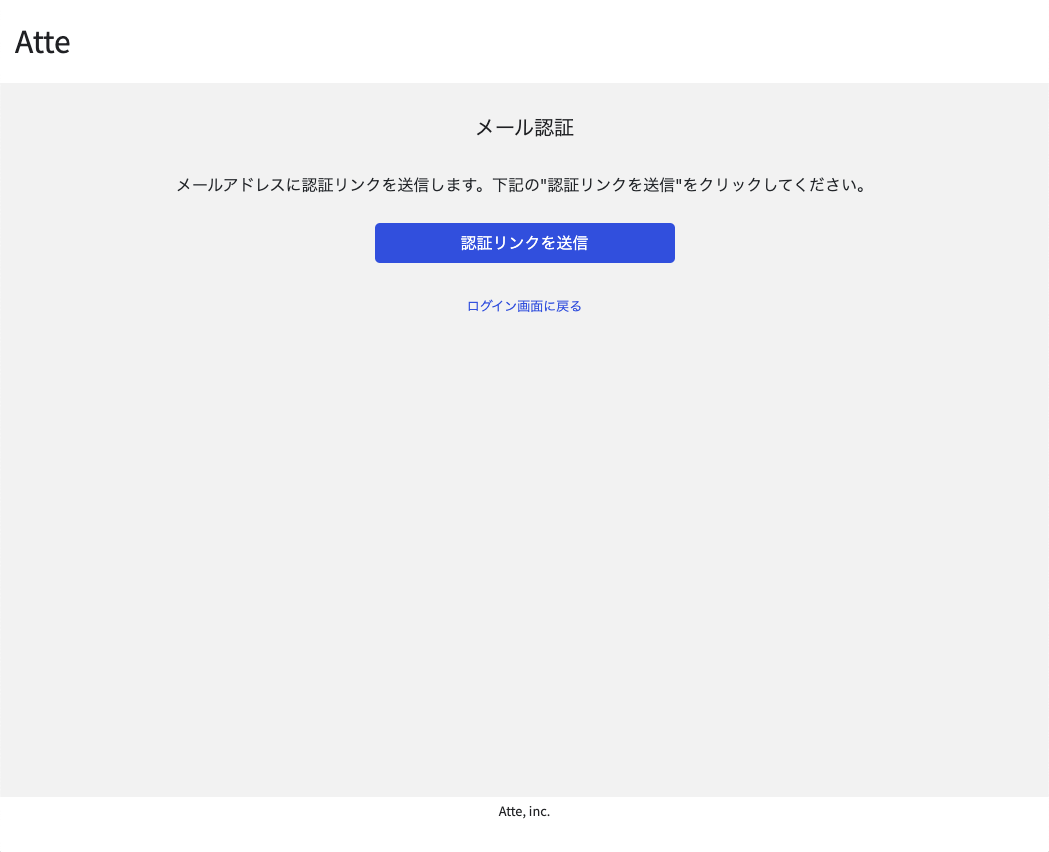 Atte
メール認証
メールアドレスに認証リンクを送信します。下記の"認証リンクを送信"をクリックしてください。
認証リンクを送信
ログイン画面に戻る
Atte, inc.